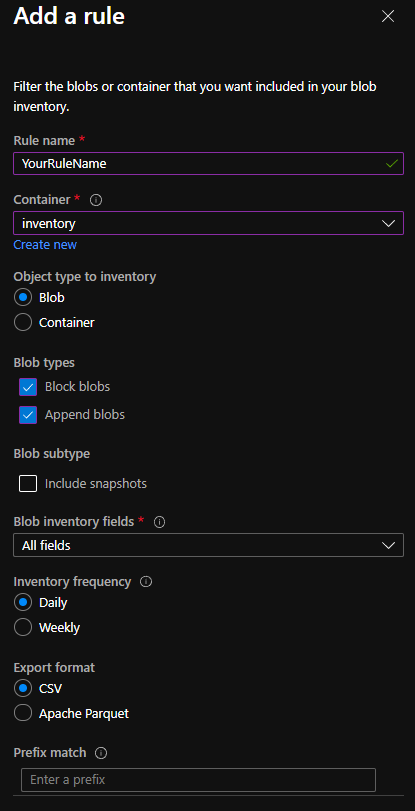 Add a rule
Filter the blobs or container that you want included in your blob
inventory.
Rule name *
YourRuleName
Container *
inventory
Create new
Object type to inventory
Blob
Container
Blob types
Block blobs
Append blobs
Blob subtype
Include snapshots
Blob inventory fields *
All fields
Inventory frequency
Daily
Weekly
Export format
CSV
Apache Parquet
Prefix match
Enter a prefix